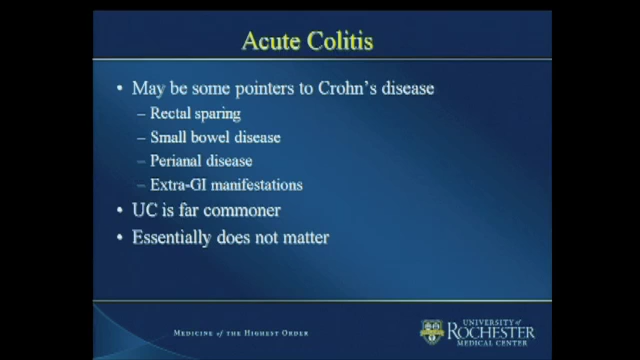 Acute Colitis
• May be some pointers to Crohn's disease
– Rectal sparing
– Small bowel disease
– Perianal disease
– Extra-GI manifestations
• UC is far commoner
• Essentially does not matter
MEDICINE of THE HIGHEST ORDER
UNIVERSITY of
ROCHESTER
MEDICAL CENTER